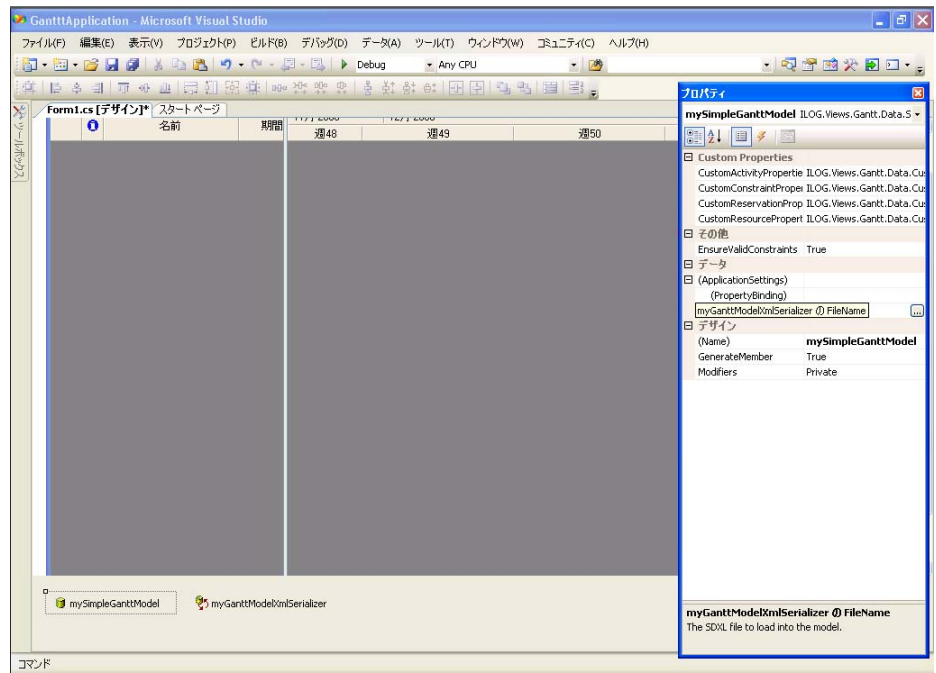 GantttApplication - Microsoft Visual Studio
ファイル(F) 編集(E) 表示(V) プロジェクト(P) ビルド(B) デバッグ(D) データ(A) ツール(T) ウィンドウ(W) コミュニティ(C) ヘルプ(H)
Debug Any CPU
Form1.cs [デザイン]* スタート ページ
ツールボックス
名前 期間
週48 週49 週50
プロパティ
mySimpleGanttModel ILOG.Views.Gantt.Data.S
Custom Properties
CustomActivityPropertie ILOG.Views.Gantt.Data.Cu
CustomConstraintProper ILOG.Views.Gantt.Data.Cu
CustomReservationProp ILOG.Views.Gantt.Data.Cu
CustomResourcePropert ILOG.Views.Gantt.Data.Cu
その他
EnsureValidConstraints True
データ
(ApplicationSettings)
(PropertyBinding)
myGanttModelXmlSerializer の FileName ...
デザイン
(Name) mySimpleGanttModel
GenerateMember True
Modifiers Private
mySimpleGanttModel myGanttModelXmlSerializer
myGanttModelXmlSerializer の FileName
The SDXL file to load into the model.
コマンド